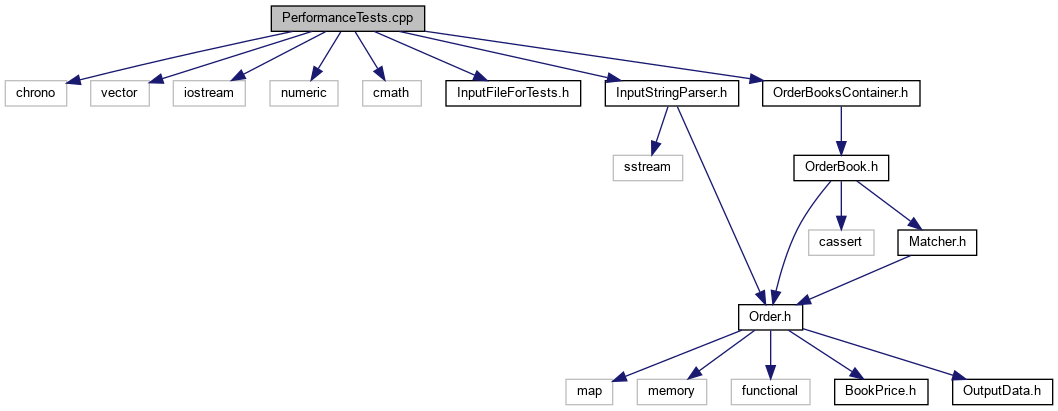 PerformanceTests.cpp
chrono
vector
iostream
numeric
cmath
InputFileForTests.h
InputStringParser.h
OrderBooksContainer.h
sstream
OrderBook.h
cassert
Matcher.h
Order.h
map
memory
functional
BookPrice.h
OutputData.h